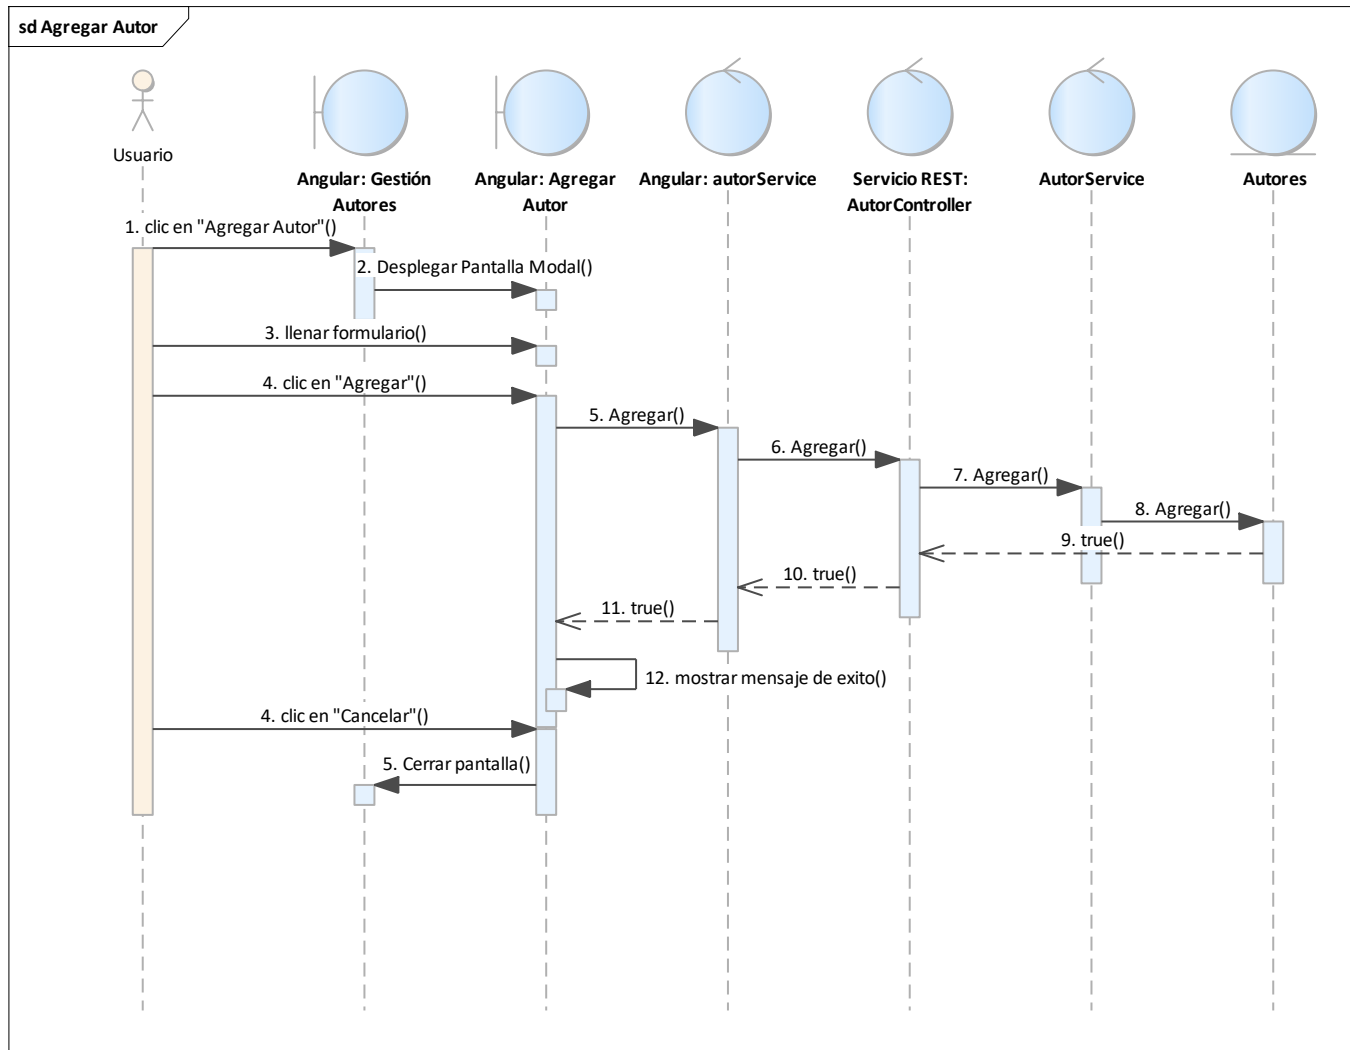 sd Agregar Autor
Usuario
Angular: Gestión
Autores
Angular: Agregar
Autor
Angular: autorService
Servicio REST:
AutorController
AutorService
Autores
1. clic en "Agregar Autor"()
2. Desplegar Pantalla Modal()
3. llenar formulario()
4. clic en "Agregar"()
5. Agregar()
6. Agregar()
7. Agregar()
8. Agregar()
9. true()
10. true()
11. true()
12. mostrar mensaje de exito()
4. clic en "Cancelar"()
5. Cerrar pantalla()